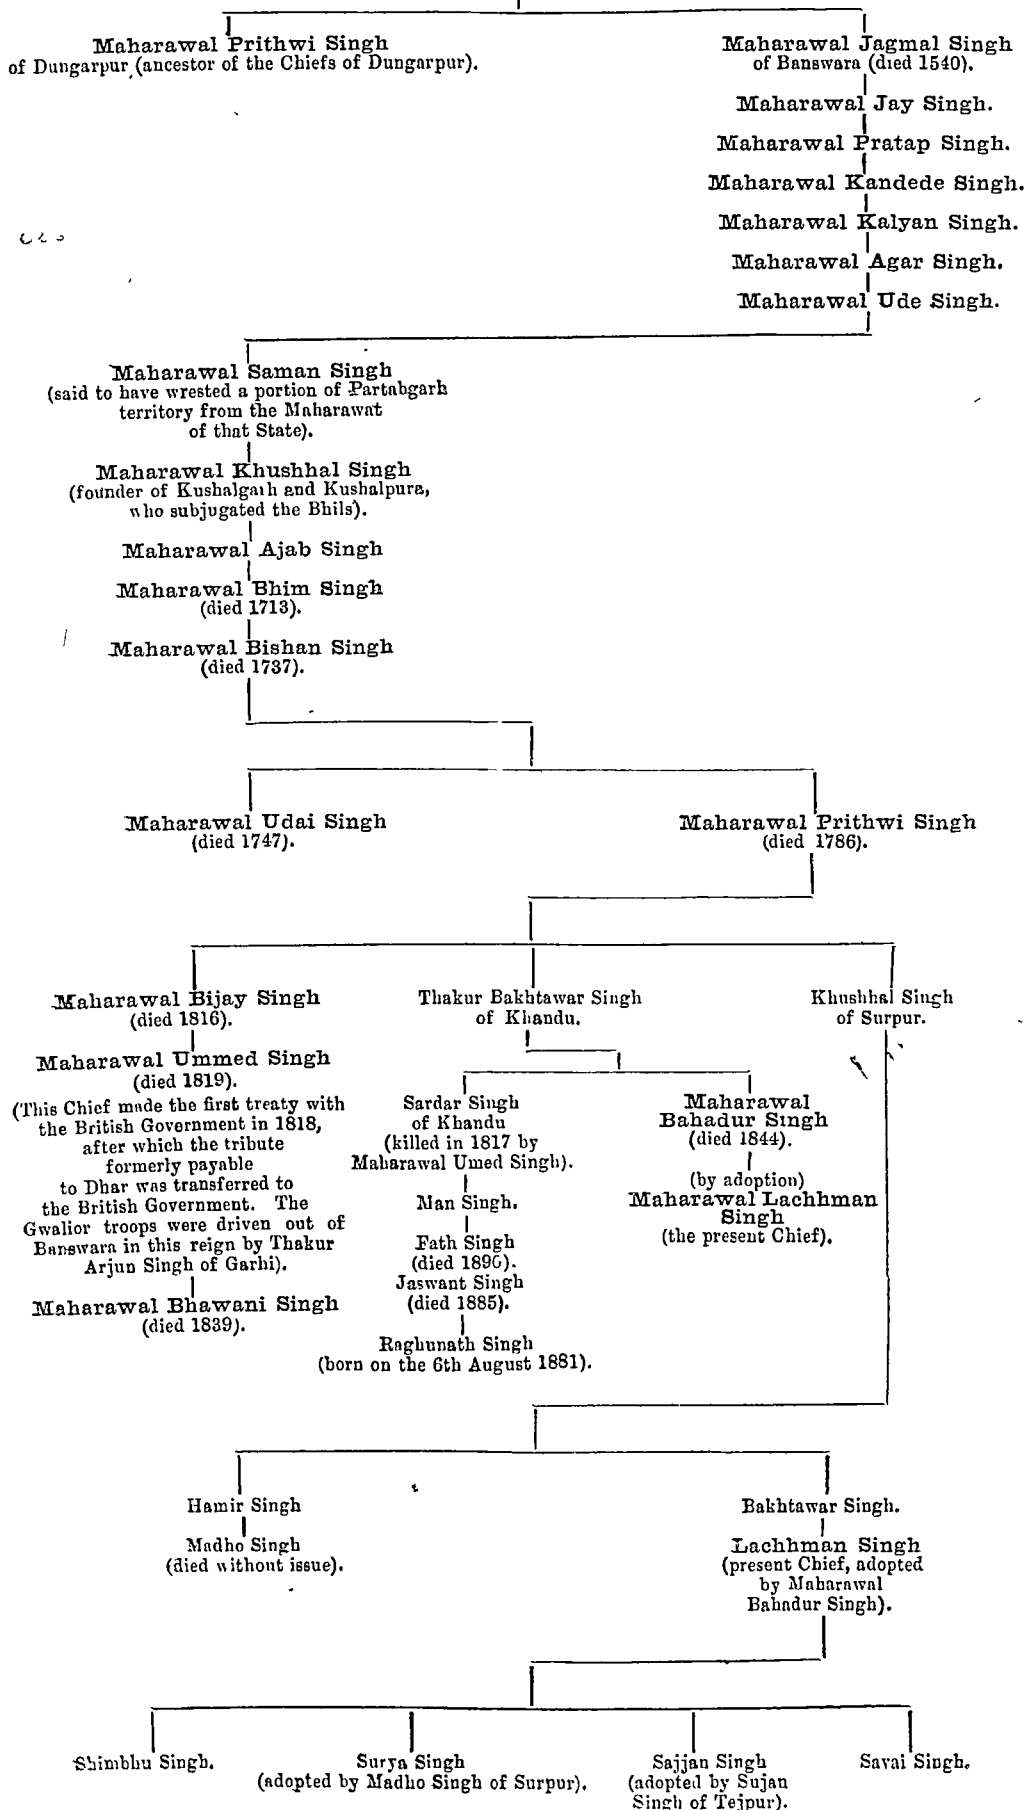 Maharawal Prithwi Singh
of Dungarpur (ancestor of the Chiefs of Dungarpur).
Maharawal Jagmal Singh
of Banswara (died 1540).
Maharawal Jay Singh.
Maharawal Pratap Singh.
Maharawal Kandede Singh.
Maharawal Kalyan Singh.
Maharawal Agar Singh.
Maharawal Ude Singh.
Maharawal Saman Singh
(said to have wrested a portion of Partabgarh
territory from the Maharawat
of that State).
Maharawal Khushhal Singh
(founder of Kushalgarh and Kushalpura,
who subjugated the Bhils).
Maharawal Ajab Singh
Maharawal Bhim Singh
(died 1713).
Maharawal Bishan Singh
(died 1737).
Maharawal Udai Singh
(died 1747).
Maharawal Prithwi Singh
(died 1786).
Maharawal Bijay Singh
(died 1816).
Maharawal Ummed Singh
(died 1819).
(This Chief made the first treaty with
the British Government in 1818,
after which the tribute
formerly payable
to Dhar was transferred to
the British Government. The
Gwalior troops were driven out of
Banswara in this reign by Thakur
Arjun Singh of Garhi).
Maharawal Bhawani Singh
(died 1839).
Thakur Bakhtawar Singh
of Khandu.
Sardar Singh
of Khandu
(killed in 1817 by
Maharawal Umed Singh).
Man Singh.
Fath Singh
(died 1890).
Jaswant Singh
(died 1885).
Raghunath Singh
(born on the 6th August 1881).
Maharawal
Bahadur Singh
(died 1844).
(by adoption)
Maharawal Lachhman
Singh
(the present Chief).
Khushhal Singh
of Surpur.
Hamir Singh
Madho Singh
(died without issue).
Bakhtawar Singh.
Lachhman Singh
(present Chief, adopted
by Maharawal
Bahadur Singh).
Shimbhu Singh.
Surya Singh
(adopted by Madho Singh of Surpur).
Sajjan Singh
(adopted by Sujan
Singh of Tejpur).
Savai Singh.